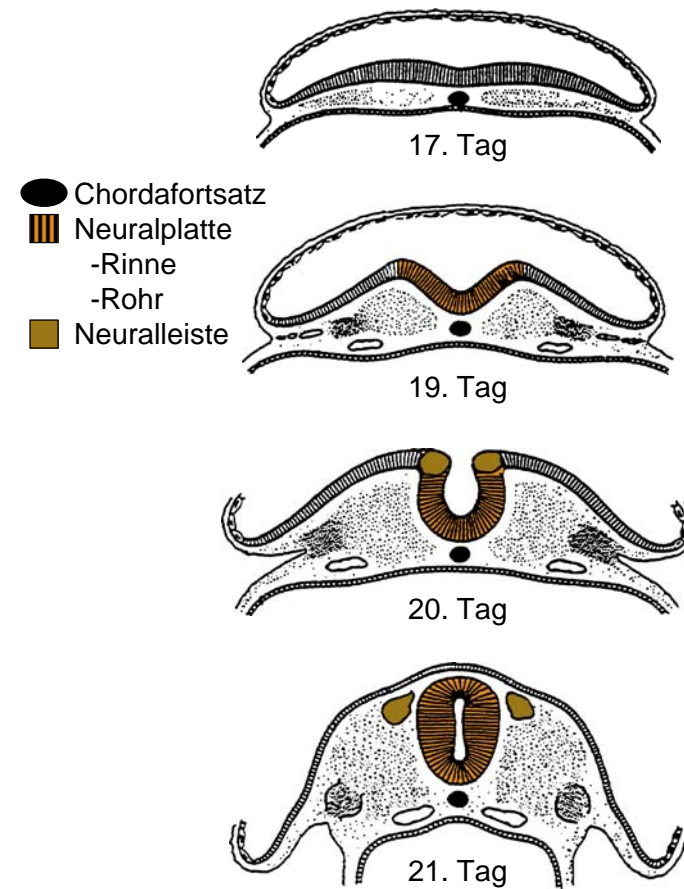 17. Tag
Chordafortsatz
Neuralplatte
-Rinne
-Rohr
Neuralleiste
19. Tag
20. Tag
21. Tag